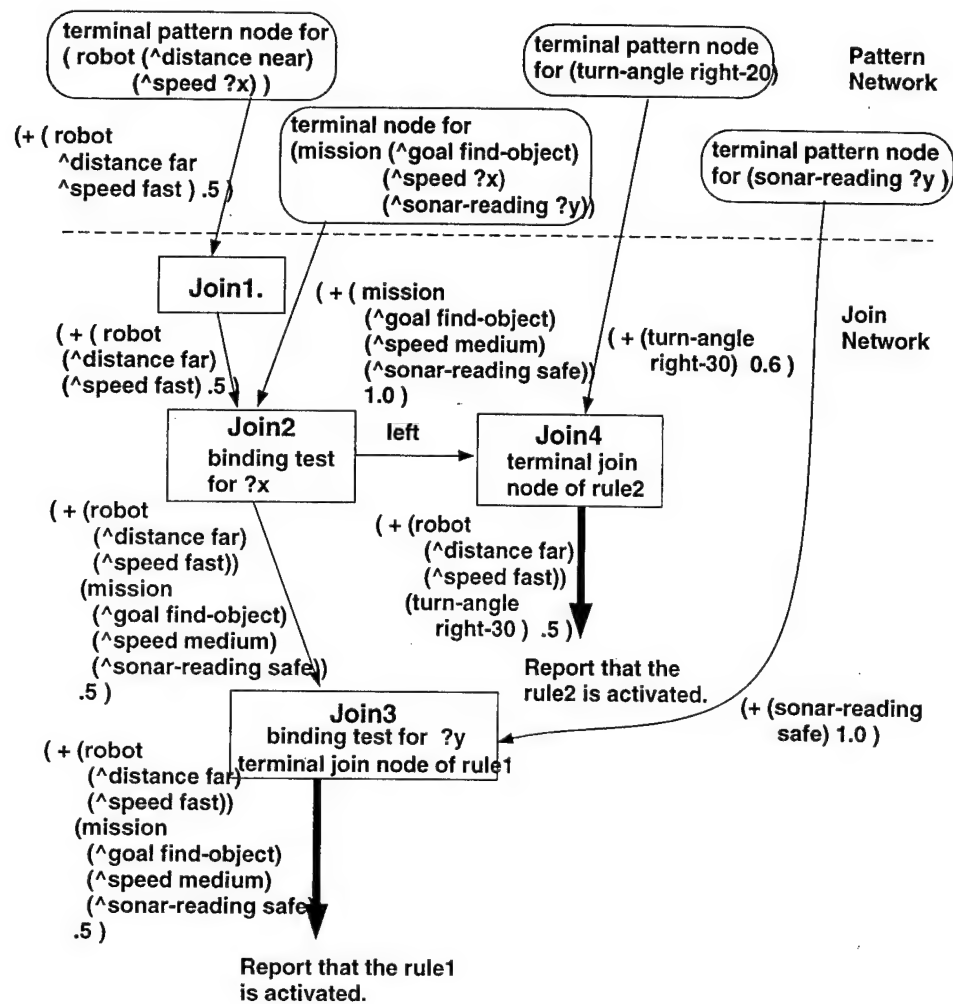 terminal pattern node for
( robot (^distance near)
(^speed ?x) )
terminal pattern node
for (turn-angle right-20)
Pattern
Network
(+ ( robot
^distance far
^speed fast ) .5 )
terminal node for
(mission (^goal find-object)
(^speed ?x)
(^sonar-reading ?y))
terminal pattern node
for (sonar-reading ?y )
Join1.
( + ( mission
(^goal find-object)
(^speed medium)
(^sonar-reading safe))
1.0 )
Join
Network
( + ( robot
(^distance far)
(^speed fast) .5 )
( + (turn-angle
right-30) 0.6 )
Join2
binding test
for ?x
left
Join4
terminal join
node of rule2
( + (robot
(^distance far)
(^speed fast))
(mission
(^goal find-object)
(^speed medium)
(^sonar-reading safe))
.5 )
( + (robot
(^distance far)
(^speed fast))
(turn-angle
right-30 ) .5 )
Report that the
rule2 is activated.
(+ (sonar-reading
safe) 1.0 )
Join3
binding test for ?y
terminal join node of rule1
( + (robot
(^distance far)
(^speed fast))
(mission
(^goal find-object)
(^speed medium)
(^sonar-reading safe)
.5 )
Report that the rule1
is activated.